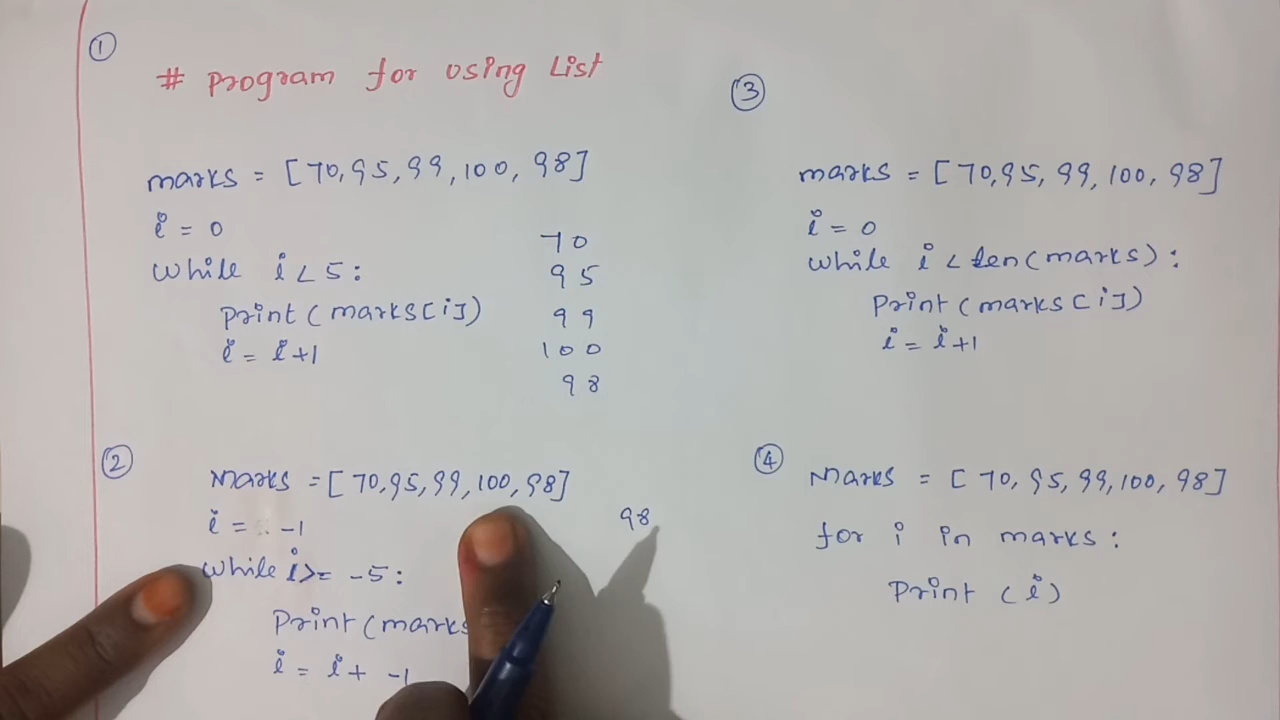 ①
# program for using List
marks = [70,95,99,100,98]
i = 0
while i<5:
print(marks[i])
i = i+1
70
95
99
100
98
②
marks = [70,95,99,100,98]
i = -1
while i>= -5:
print(marks
i = i+ -1
98
③
marks = [70,95,99,100,98]
i = 0
while i<len(marks):
print(marks[i])
i = i+1
④
marks = [70,95,99,100,98]
for i in marks:
print(i)